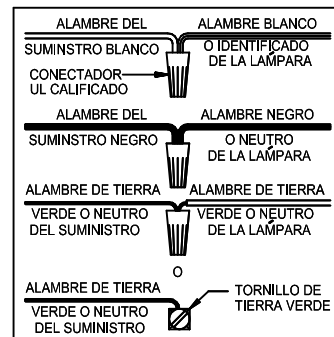 ALAMBRE DEL
SUMINSTRO BLANCO
ALAMBRE BLANCO
O IDENTIFICADO
DE LA LAMPARA
CONECTADOR
UL CALIFICADO
ALAMBRE DEL
SUMINSTRO NEGRO
ALAMBRE NEGRO
O NEUTRO
DE LA LÁMPARA
ALAMBRE DE TIERRA
VERDE O NEUTRO
DEL SUMINISTRO
ALAMBRE DE TIERRA
VERDE O NEUTRO
DE LA LÁMPARA
O
ALAMBRE DE TIERRA
VERDE O NEUTRO
DEL SUMINISTRO
TORNILLO DE
TIERRA VERDE